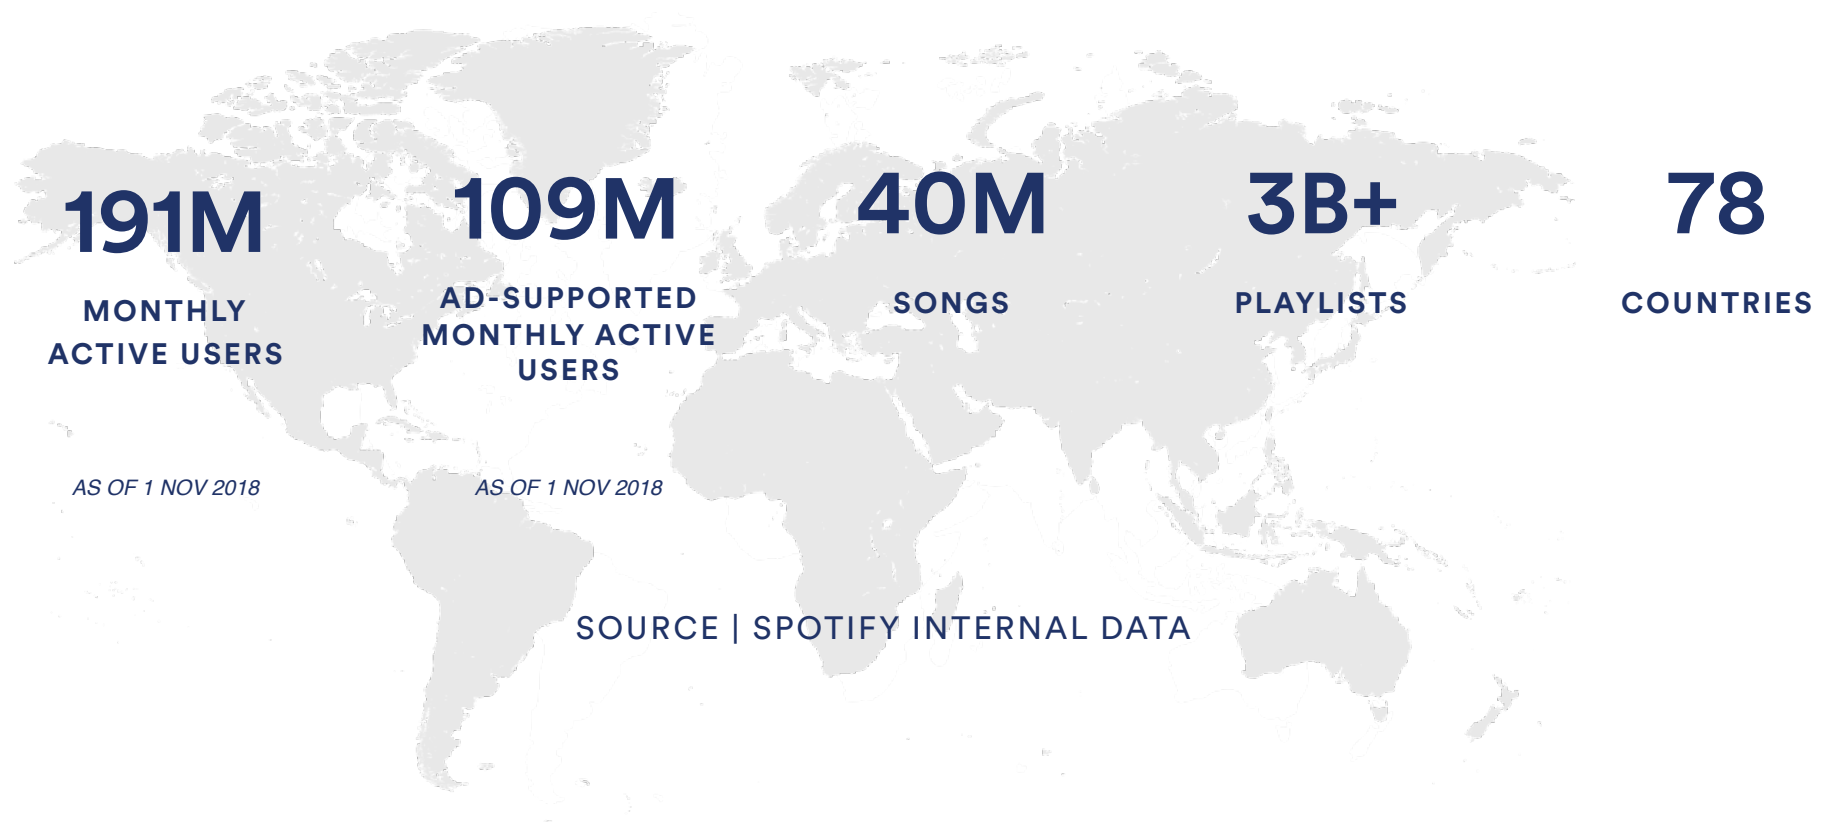 191M
MONTHLY
ACTIVE USERS
AS OF 1 NOV 2018
109M
AD-SUPPORTED
MONTHLY ACTIVE
USERS
AS OF 1 NOV 2018
40M
SONGS
3B+
PLAYLISTS
78
COUNTRIES
SOURCE | SPOTIFY INTERNAL DATA